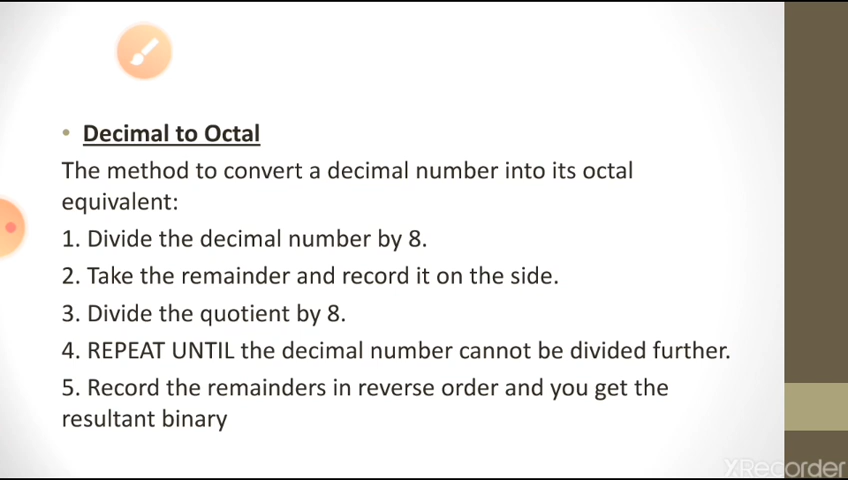 • Decimal to Octal
The method to convert a decimal number into its octal
equivalent:
1. Divide the decimal number by 8.
2. Take the remainder and record it on the side.
3. Divide the quotient by 8.
4. REPEAT UNTIL the decimal number cannot be divided further.
5. Record the remainders in reverse order and you get the
resultant binary
XRecorder